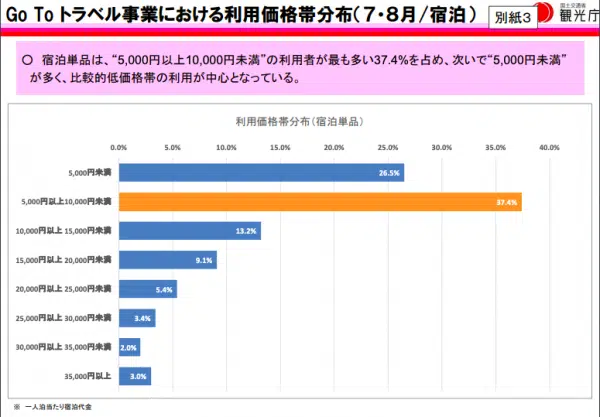 Go To トラベル事業における利用価格帯分布(7・8月/宿泊)
別紙3
国土交通省
観光庁
○ 宿泊単品は、“5,000円以上10,000円未満”の利用者が最も多い37.4%を占め、次いで“5,000円未満”
が多く、比較的低価格帯の利用が中心となっている。
利用価格帯分布(宿泊単品)
0.0% 5.0% 10.0% 15.0% 20.0% 25.0% 30.0% 35.0% 40.0%
5,000円未満 26.5%
5,000円以上10,000円未満 37.4%
10,000円以上 15,000円未満 13.2%
15,000円以上 20,000円未満 9.1%
20,000円以上 25,000円未満 5.4%
25,000円以上 30,000円未満 3.4%
30,000円以上 35,000円未満 2.0%
35,000円以上 3.0%
※ 一人泊当たり宿泊代金